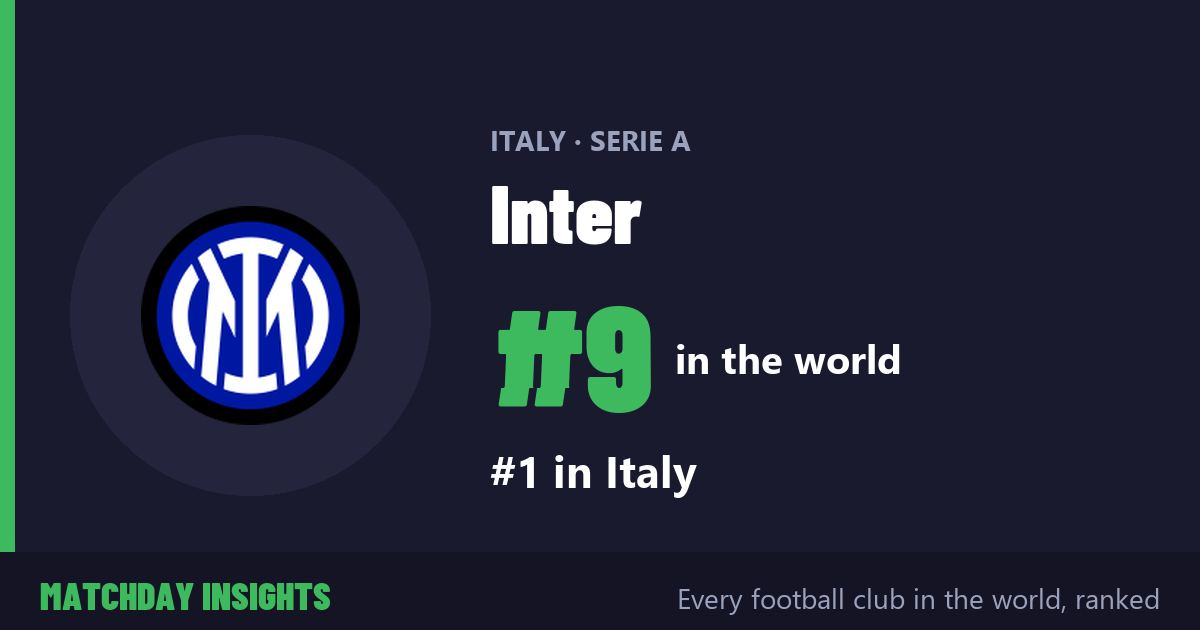 ITALY · SERIE A
Inter
#9 in the world
#1 in Italy
MATCHDAY INSIGHTS
Every football club in the world, ranked